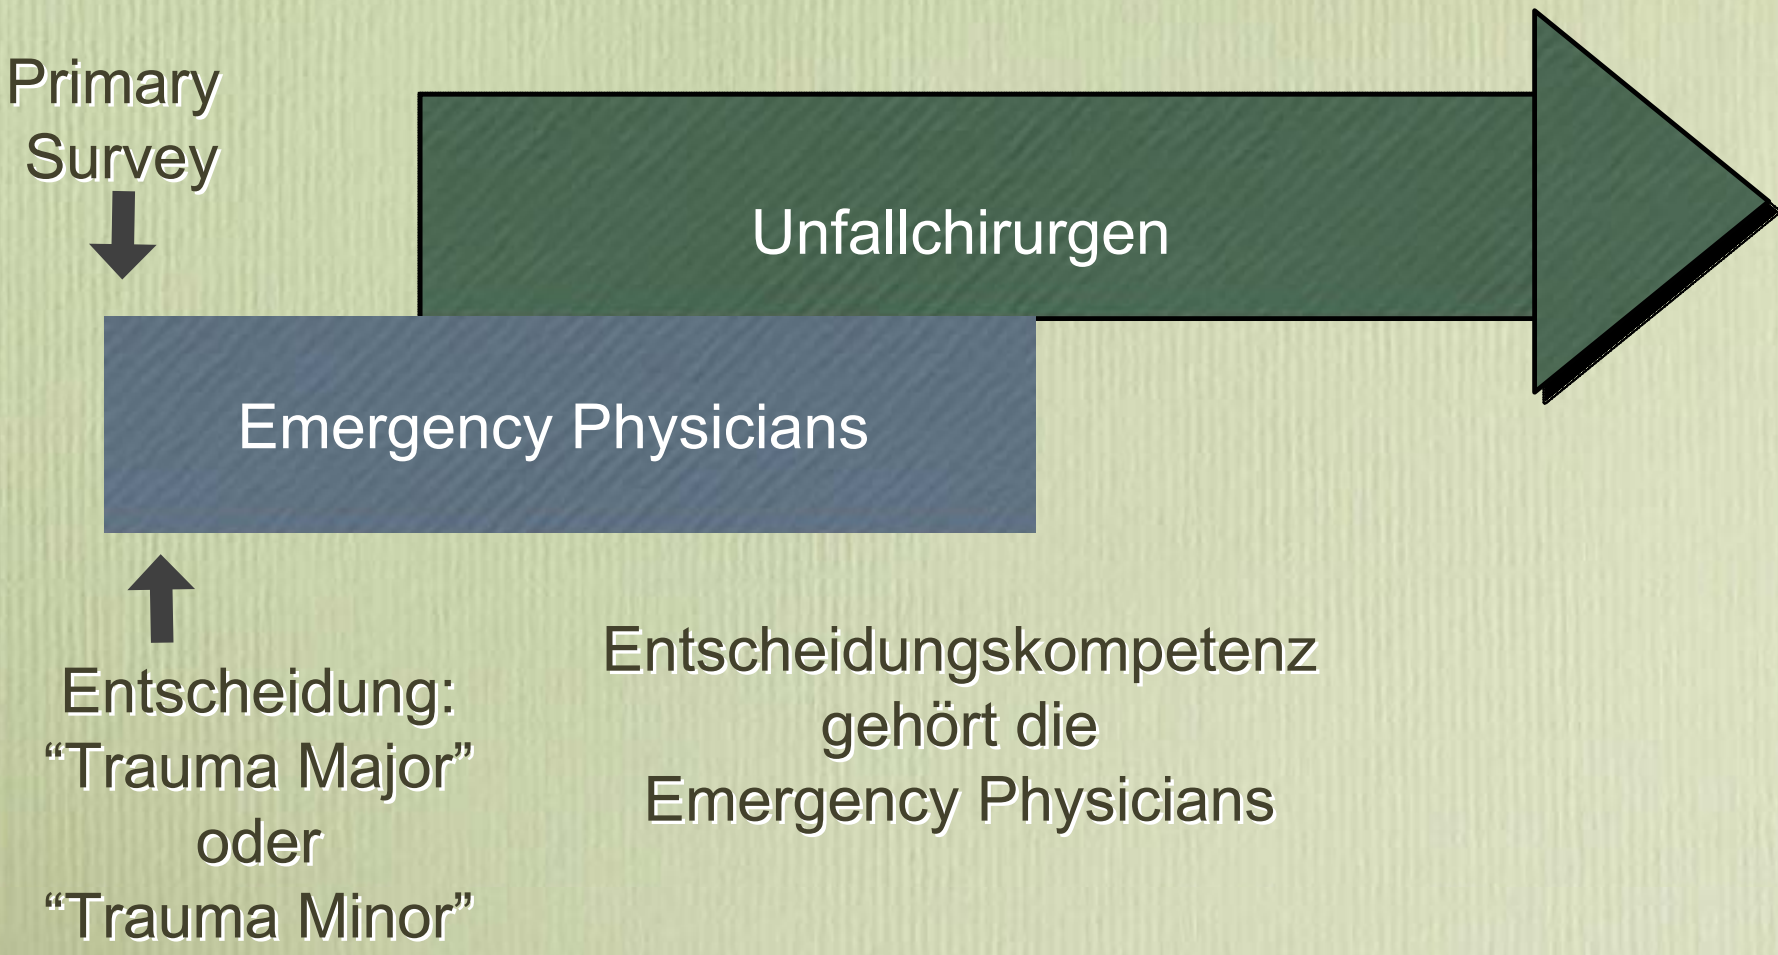 Primary
Survey
Unfallchirurgen
Emergency Physicians
Entscheidung:
“Trauma Major”
oder
“Trauma Minor”
Entscheidungskompetenz
gehört die
Emergency Physicians